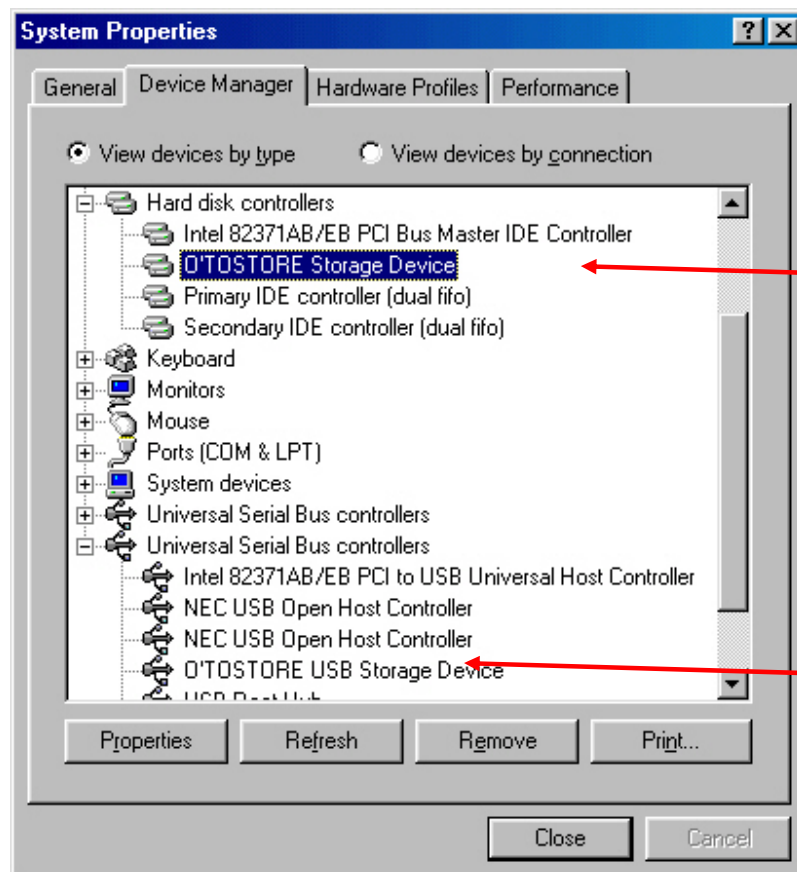 System Properties
General Device Manager Hardware Profiles Performance
View devices by type View devices by connection
Hard disk controllers
Intel 82371AB/EB PCI Bus Master IDE Controller
O'TOSTORE Storage Device
Primary IDE controller (dual fifo)
Secondary IDE controller (dual fifo)
Keyboard
Monitors
Mouse
Ports (COM & LPT)
System devices
Universal Serial Bus controllers
Universal Serial Bus controllers
Intel 82371AB/EB PCI to USB Universal Host Controller
NEC USB Open Host Controller
NEC USB Open Host Controller
O'TOSTORE USB Storage Device
USB Root Hub
Properties Refresh Remove Print...
Close Cancel